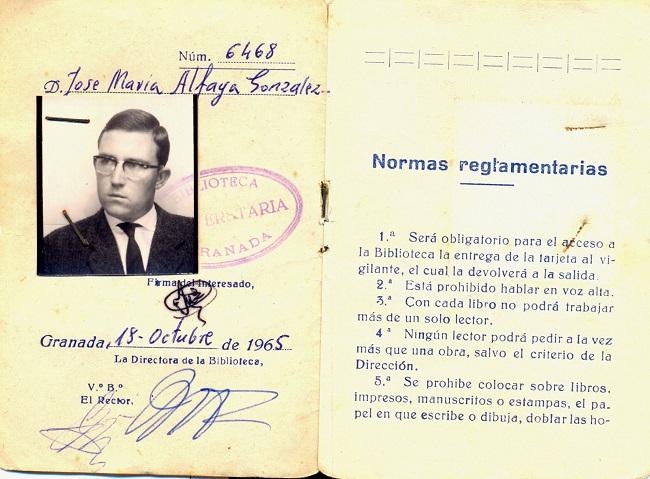 Núm. 6468
D. Jose Maria Alfaya Gonzalez
BIBLIOTECA
UNIVERSITARIA
GRANADA
Firma del Interesado,
Granada, 18-Octubre de 1965
La Directora de la Biblioteca,
V.º B.º
El Rector,
Normas reglamentarias
1.ª Será obligatorio para el acceso a
la Biblioteca la entrega de la tarjeta al vi-
gilante, el cual la devolverá a la salida.
2.ª Está prohibido hablar en voz alta.
3.ª Con cada libro no podrá trabajar
más de un solo lector.
4.ª Ningún lector podrá pedir a la vez
más que una obra, salvo el criterio de la
Dirección.
5.ª Se prohibe colocar sobre libros.
impresos, manuscritos o estampas, el pa-
pel en que escribe o dibuja, doblar las ho-